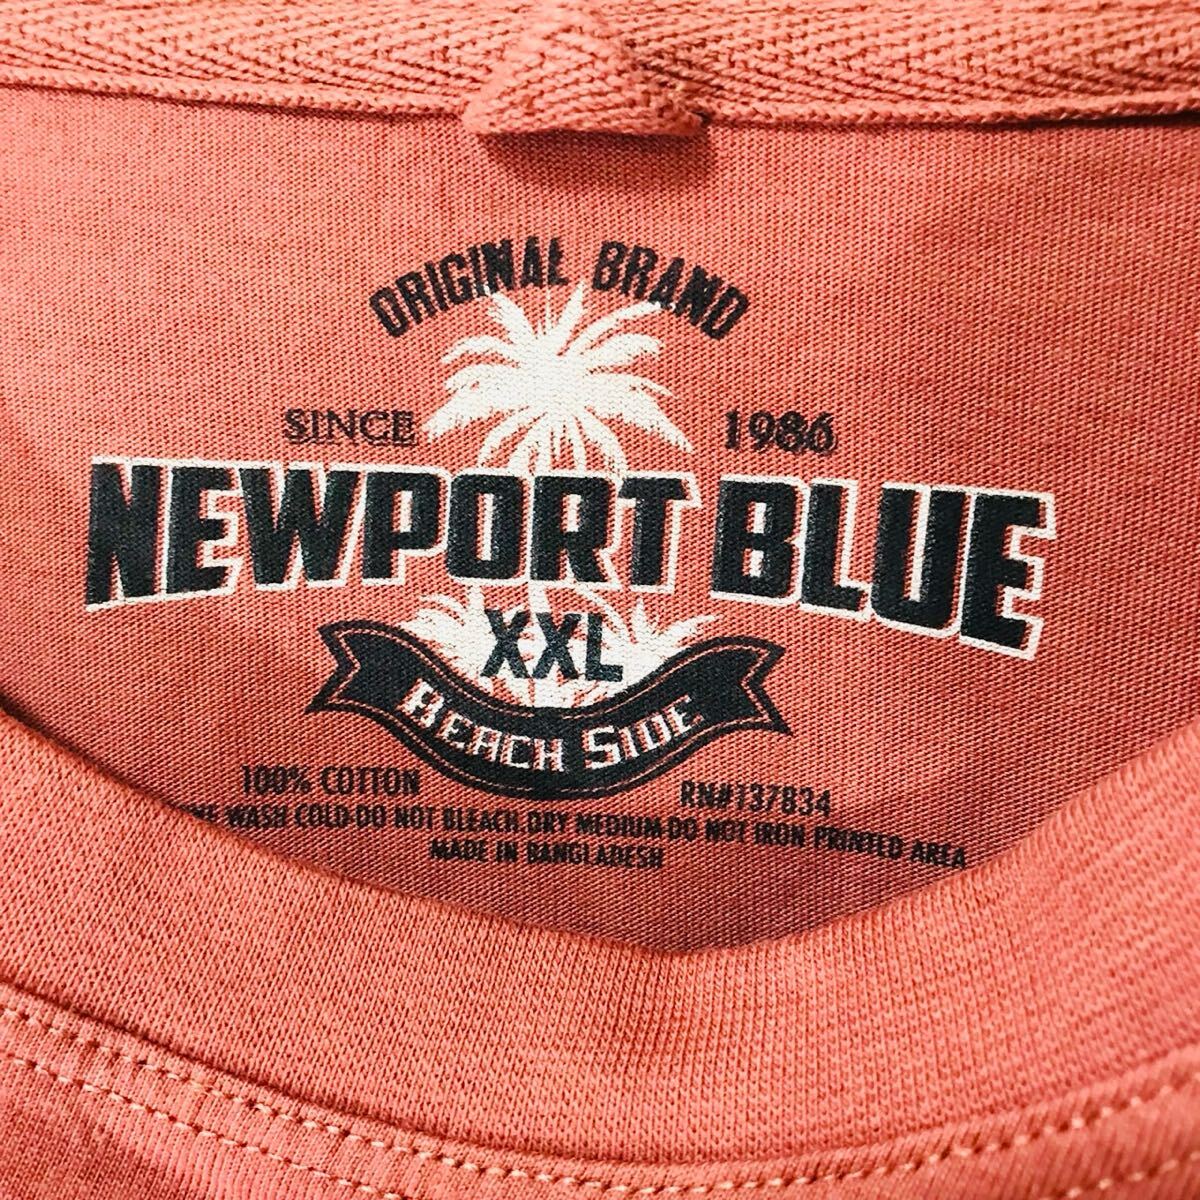 ORIGINAL BRAND
SINCE 1986
NEWPORT BLUE
XXL
BEACH SIDE
100% COTTON RN#137834
WASH COLD·DO NOT BLEACH.DRY MEDIUM·DO NOT IRON PRINTED AREA
MADE IN BANGLADESH